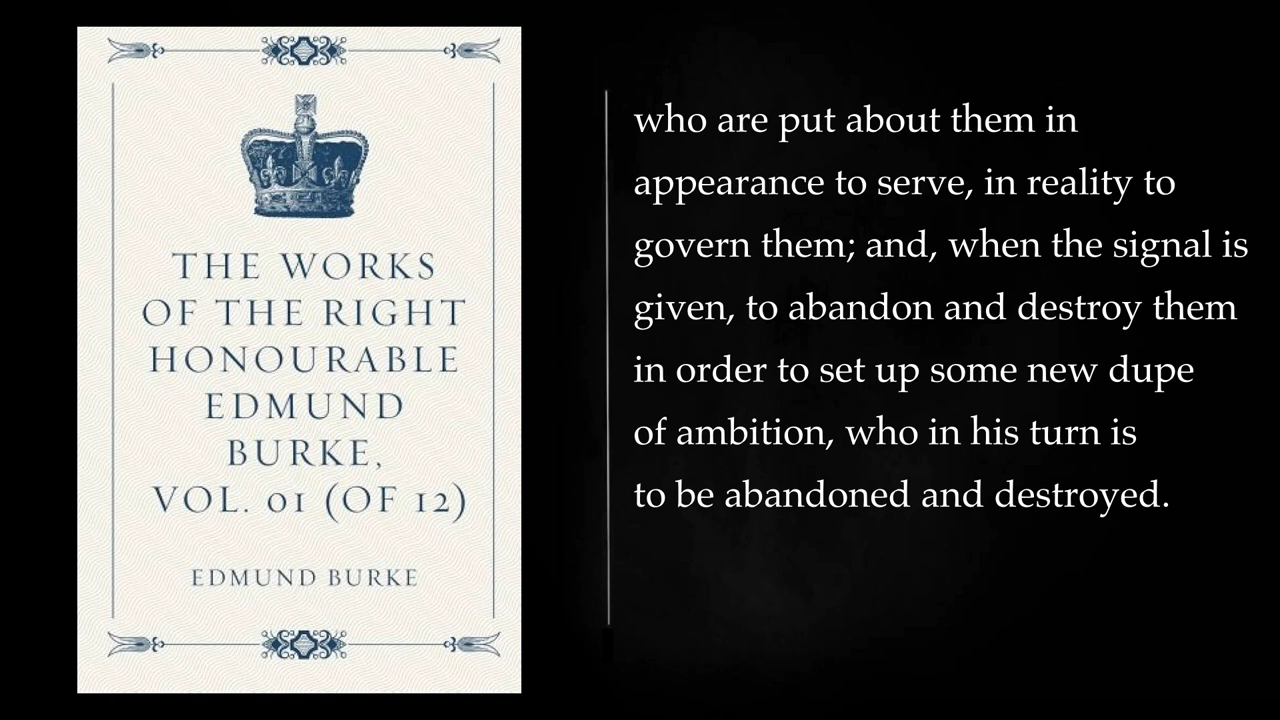 THE WORKS
OF THE RIGHT
HONOURABLE
EDMUND
BURKE,
VOL. 01 (OF 12)
EDMUND BURKE
who are put about them in
appearance to serve, in reality to
govern them; and, when the signal is
given, to abandon and destroy them
in order to set up some new dupe
of ambition, who in his turn is
to be abandoned and destroyed.